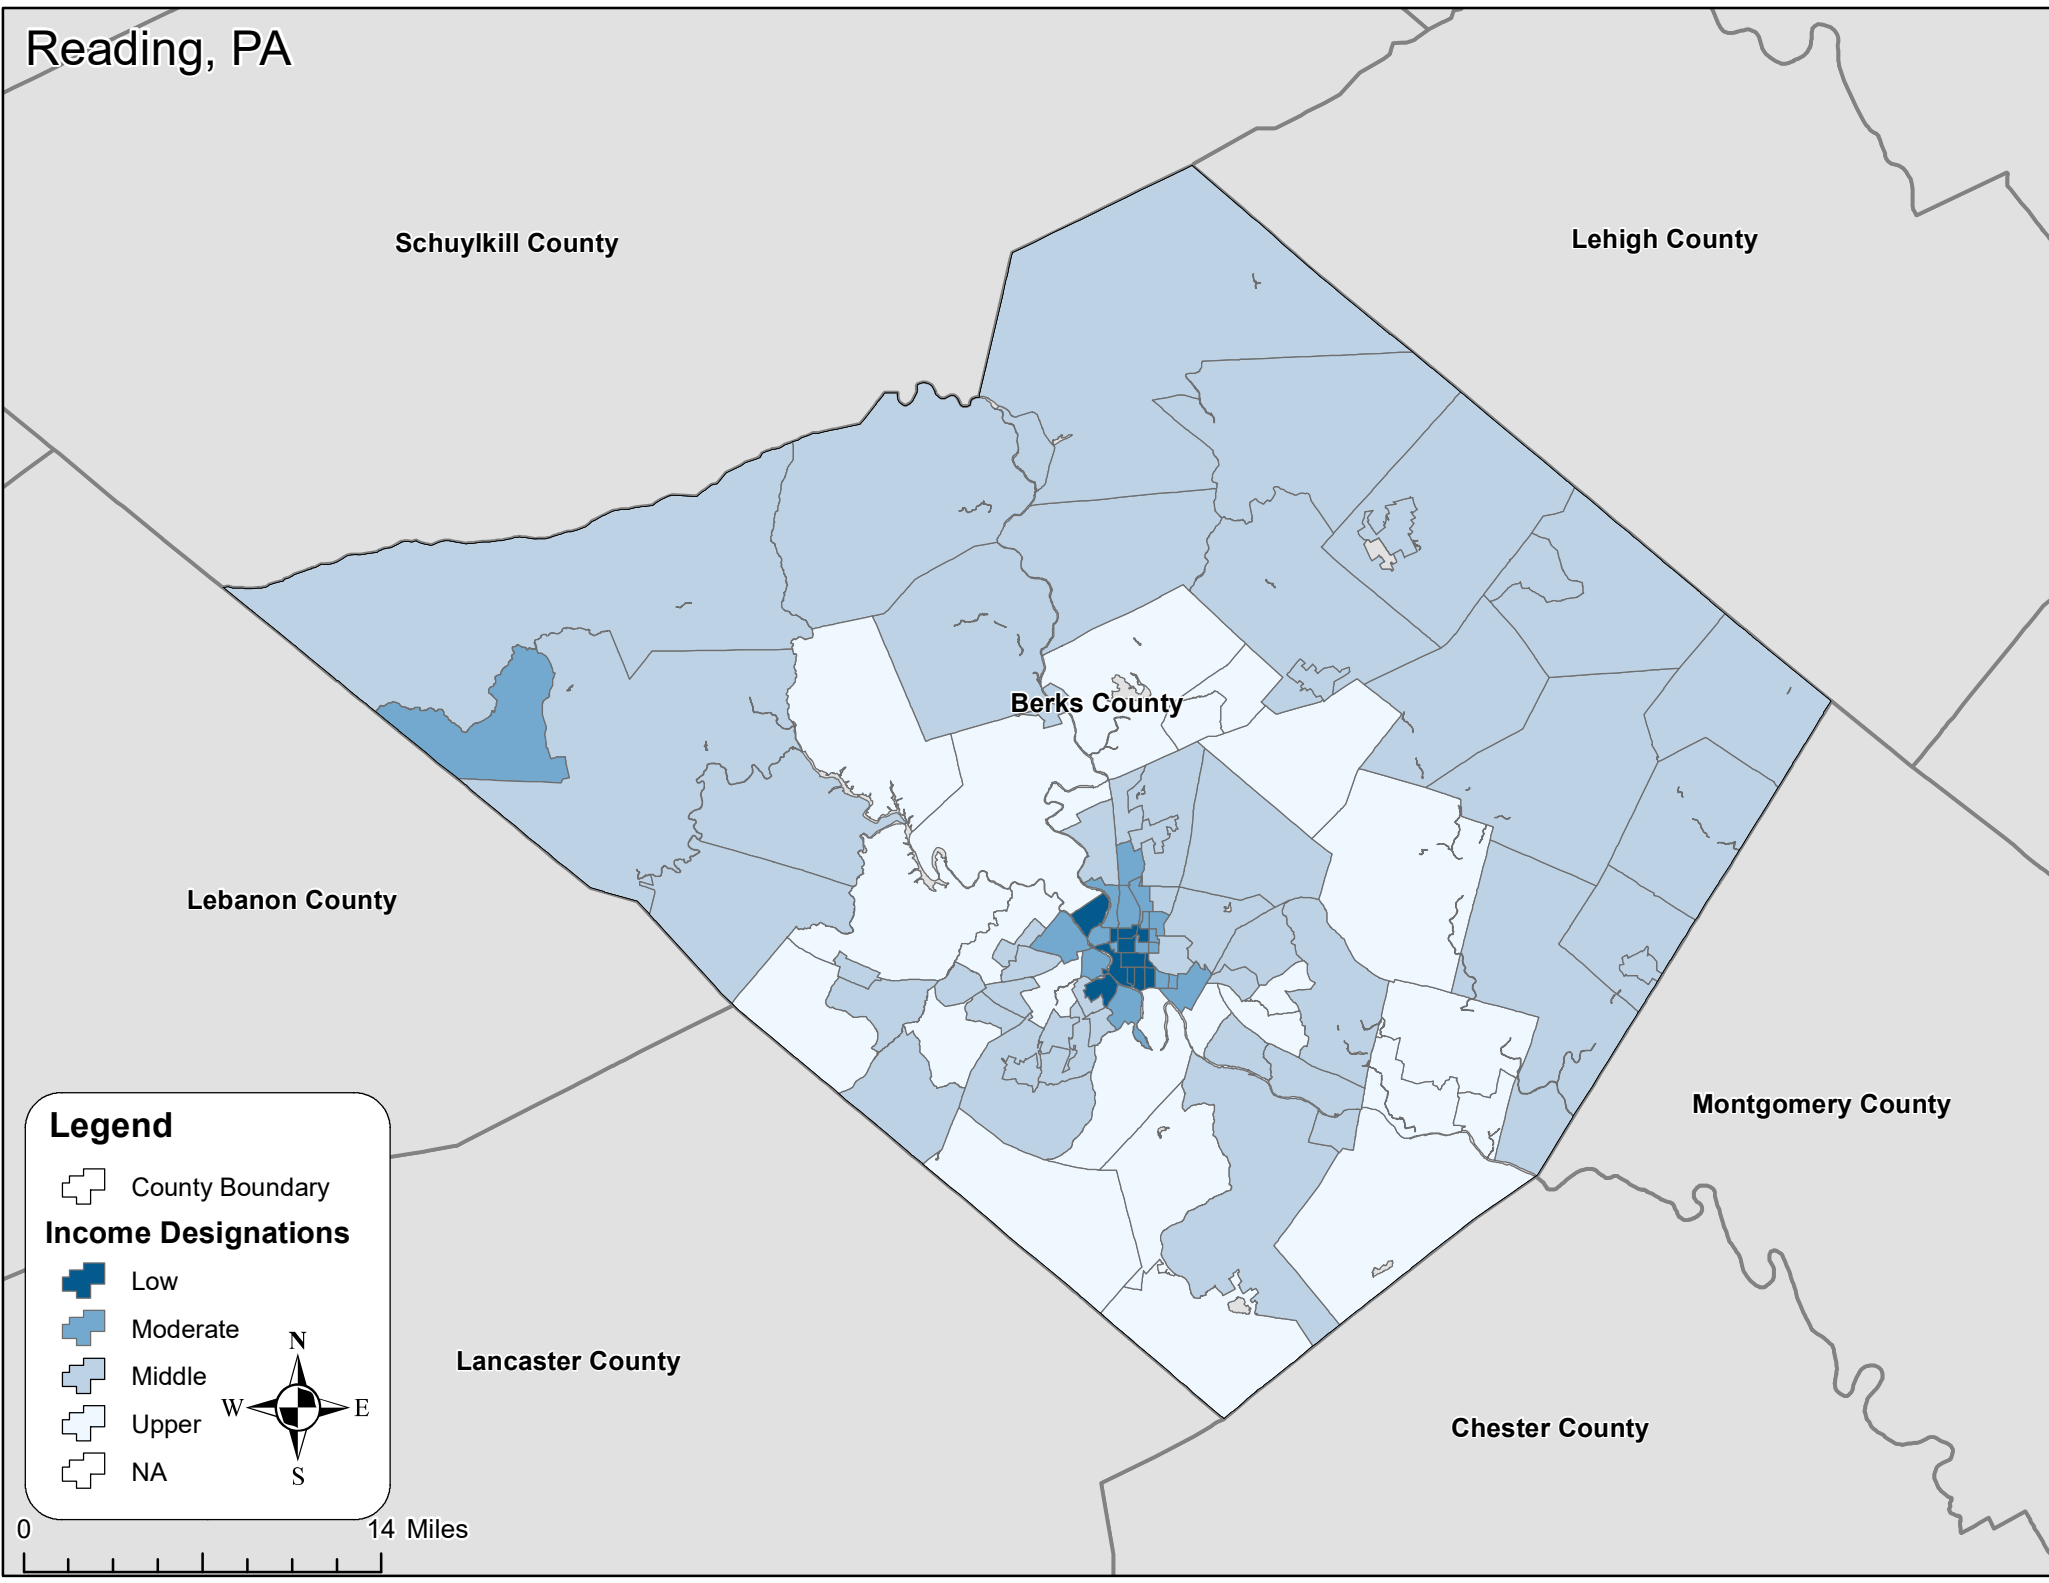 Reading, PA
Schuylkill County
Lehigh County
Berks County
Lebanon County
Montgomery County
Lancaster County
Chester County
Legend
County Boundary
Income Designations
Low
Moderate
Middle
Upper
NA
N
W E
S
0 14 Miles